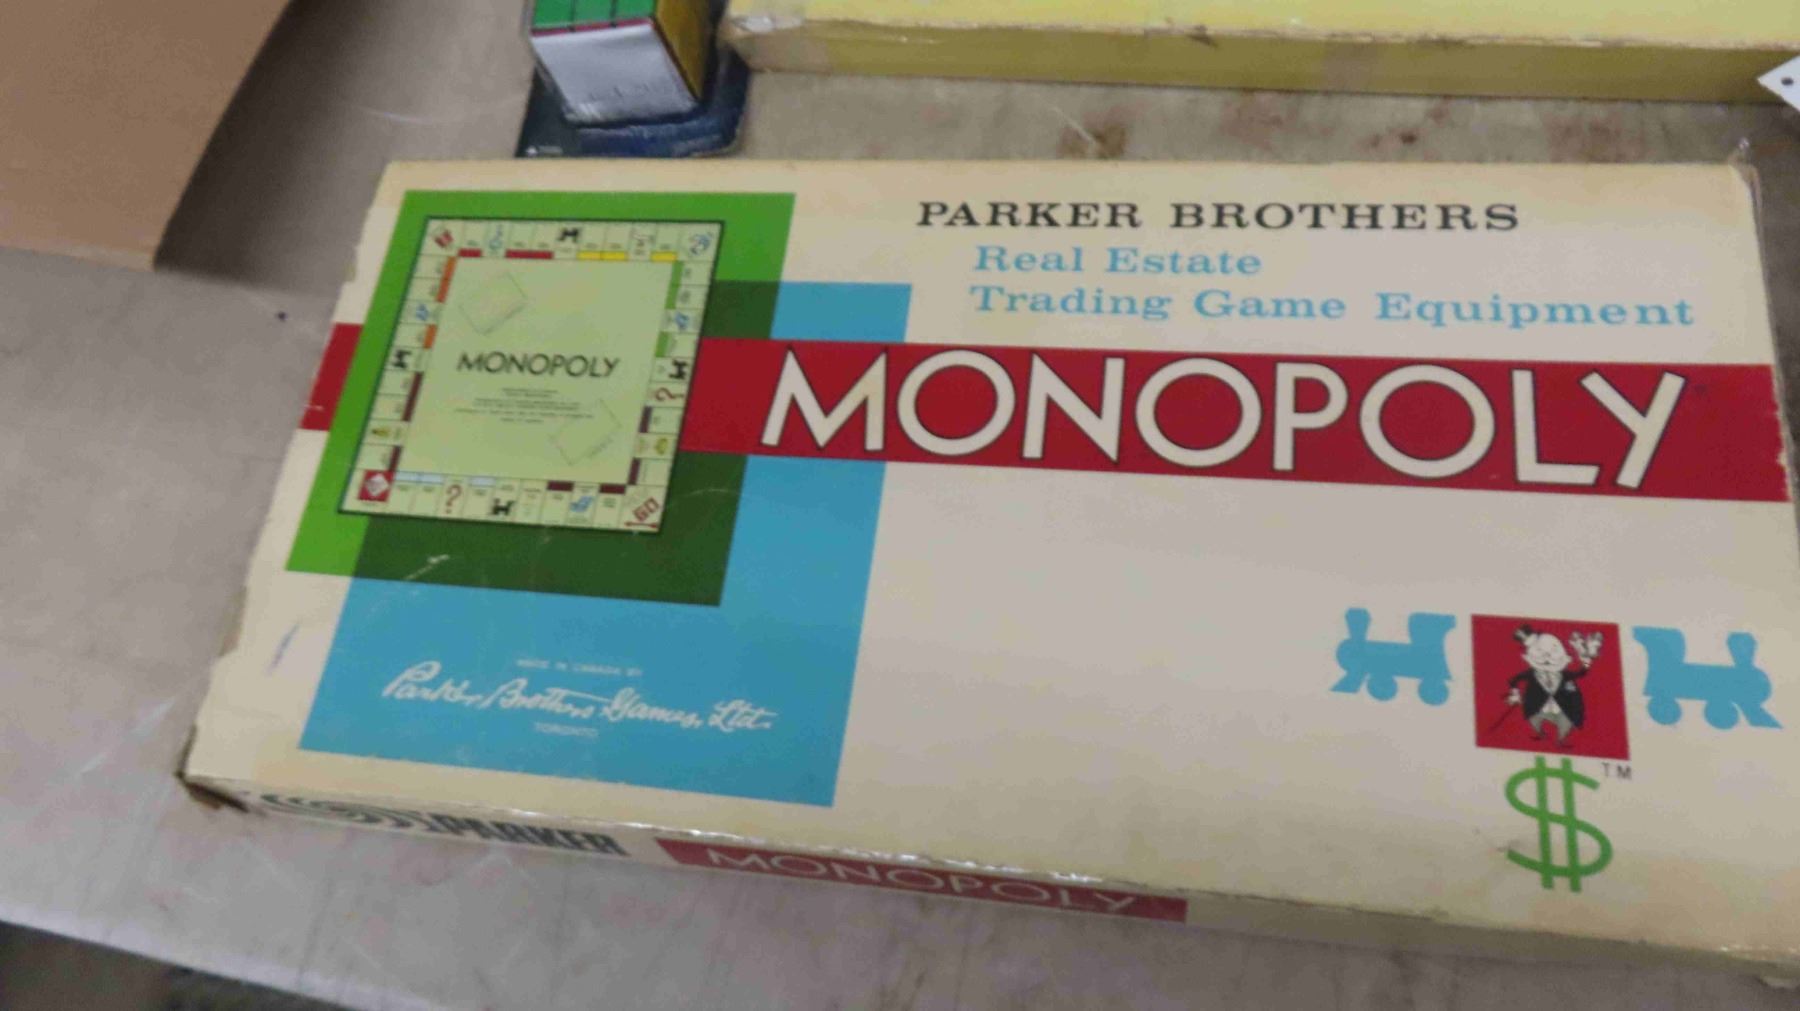 PARKER BROTHERS
Real Estate
Trading Game Equipment
MONOPOLY
MONOPOLY
GO
MADE IN CANADA BY
Parker Brothers Games, Ltd.
TORONTO
TM
$
PARKER
MONOPOLY